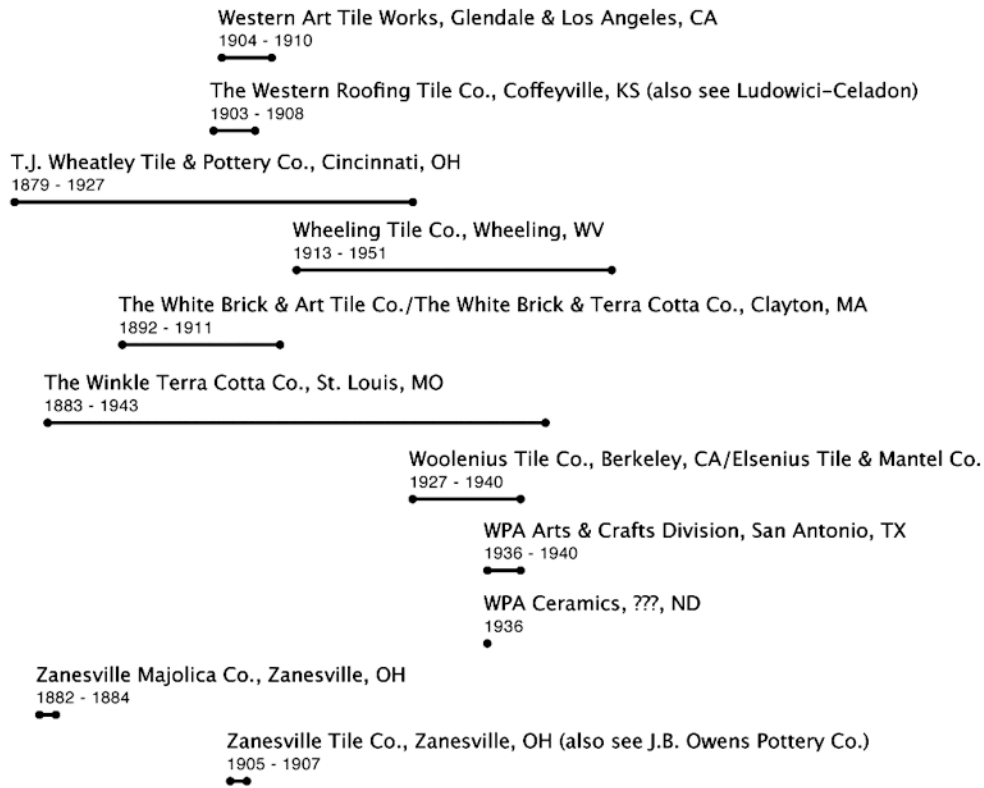 Western Art Tile Works, Glendale & Los Angeles, CA
1904 - 1910
The Western Roofing Tile Co., Coffeyville, KS (also see Ludowici-Celadon)
1903 - 1908
T.J. Wheatley Tile & Pottery Co., Cincinnati, OH
1879 - 1927
Wheeling Tile Co., Wheeling, WV
1913 - 1951
The White Brick & Art Tile Co./The White Brick & Terra Cotta Co., Clayton, MA
1892 - 1911
The Winkle Terra Cotta Co., St. Louis, MO
1883 - 1943
Woolenius Tile Co., Berkeley, CA/Elsenius Tile & Mantel Co.
1927 - 1940
WPA Arts & Crafts Division, San Antonio, TX
1936 - 1940
WPA Ceramics, ???, ND
1936
Zanesville Majolica Co., Zanesville, OH
1882 - 1884
Zanesville Tile Co., Zanesville, OH (also see J.B. Owens Pottery Co.)
1905 - 1907